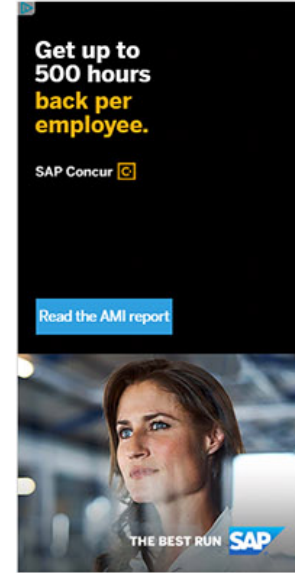 Get up to
500 hours
back per
employee.
SAP Concur C
Read the AMI report
THE BEST RUN SAP